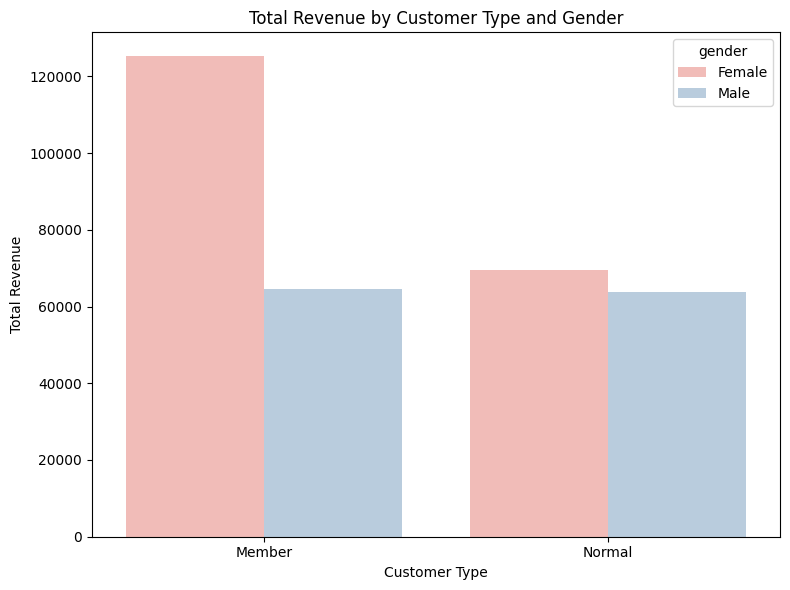 Total Revenue by Customer Type and Gender
gender
Female
Male
120000
100000
80000
60000
40000
20000
0
Total Revenue
Member
Normal
Customer Type